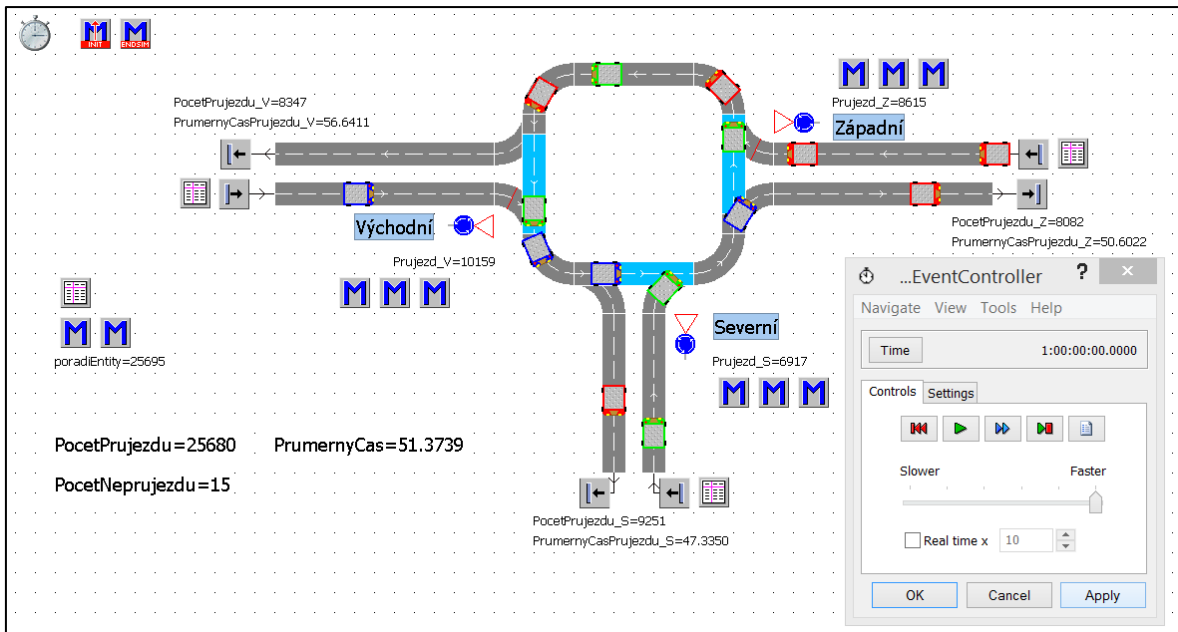 INIT
ENDSIM
PocetPrujezdu_V=8347
PrumernyCasPrujezdu_V=56.6411
Prujezd_Z=8615
Západní
Východní
Prujezd_V=10159
PocetPrujezdu_Z=8082
PrumernyCasPrujezdu_Z=50.6022
poradiEntity=25695
Severní
Prujezd_S=6917
PocetPrujezdu=25680 PrumernyCas=51.3739
PocetNeprujezdu=15
PocetPrujezdu_S=9251
PrumernyCasPrujezdu_S=47.3350
...EventController ? ×
Navigate View Tools Help
Time 1:00:00:00.0000
Controls Settings
Slower Faster
Real time x 10
OK Cancel Apply